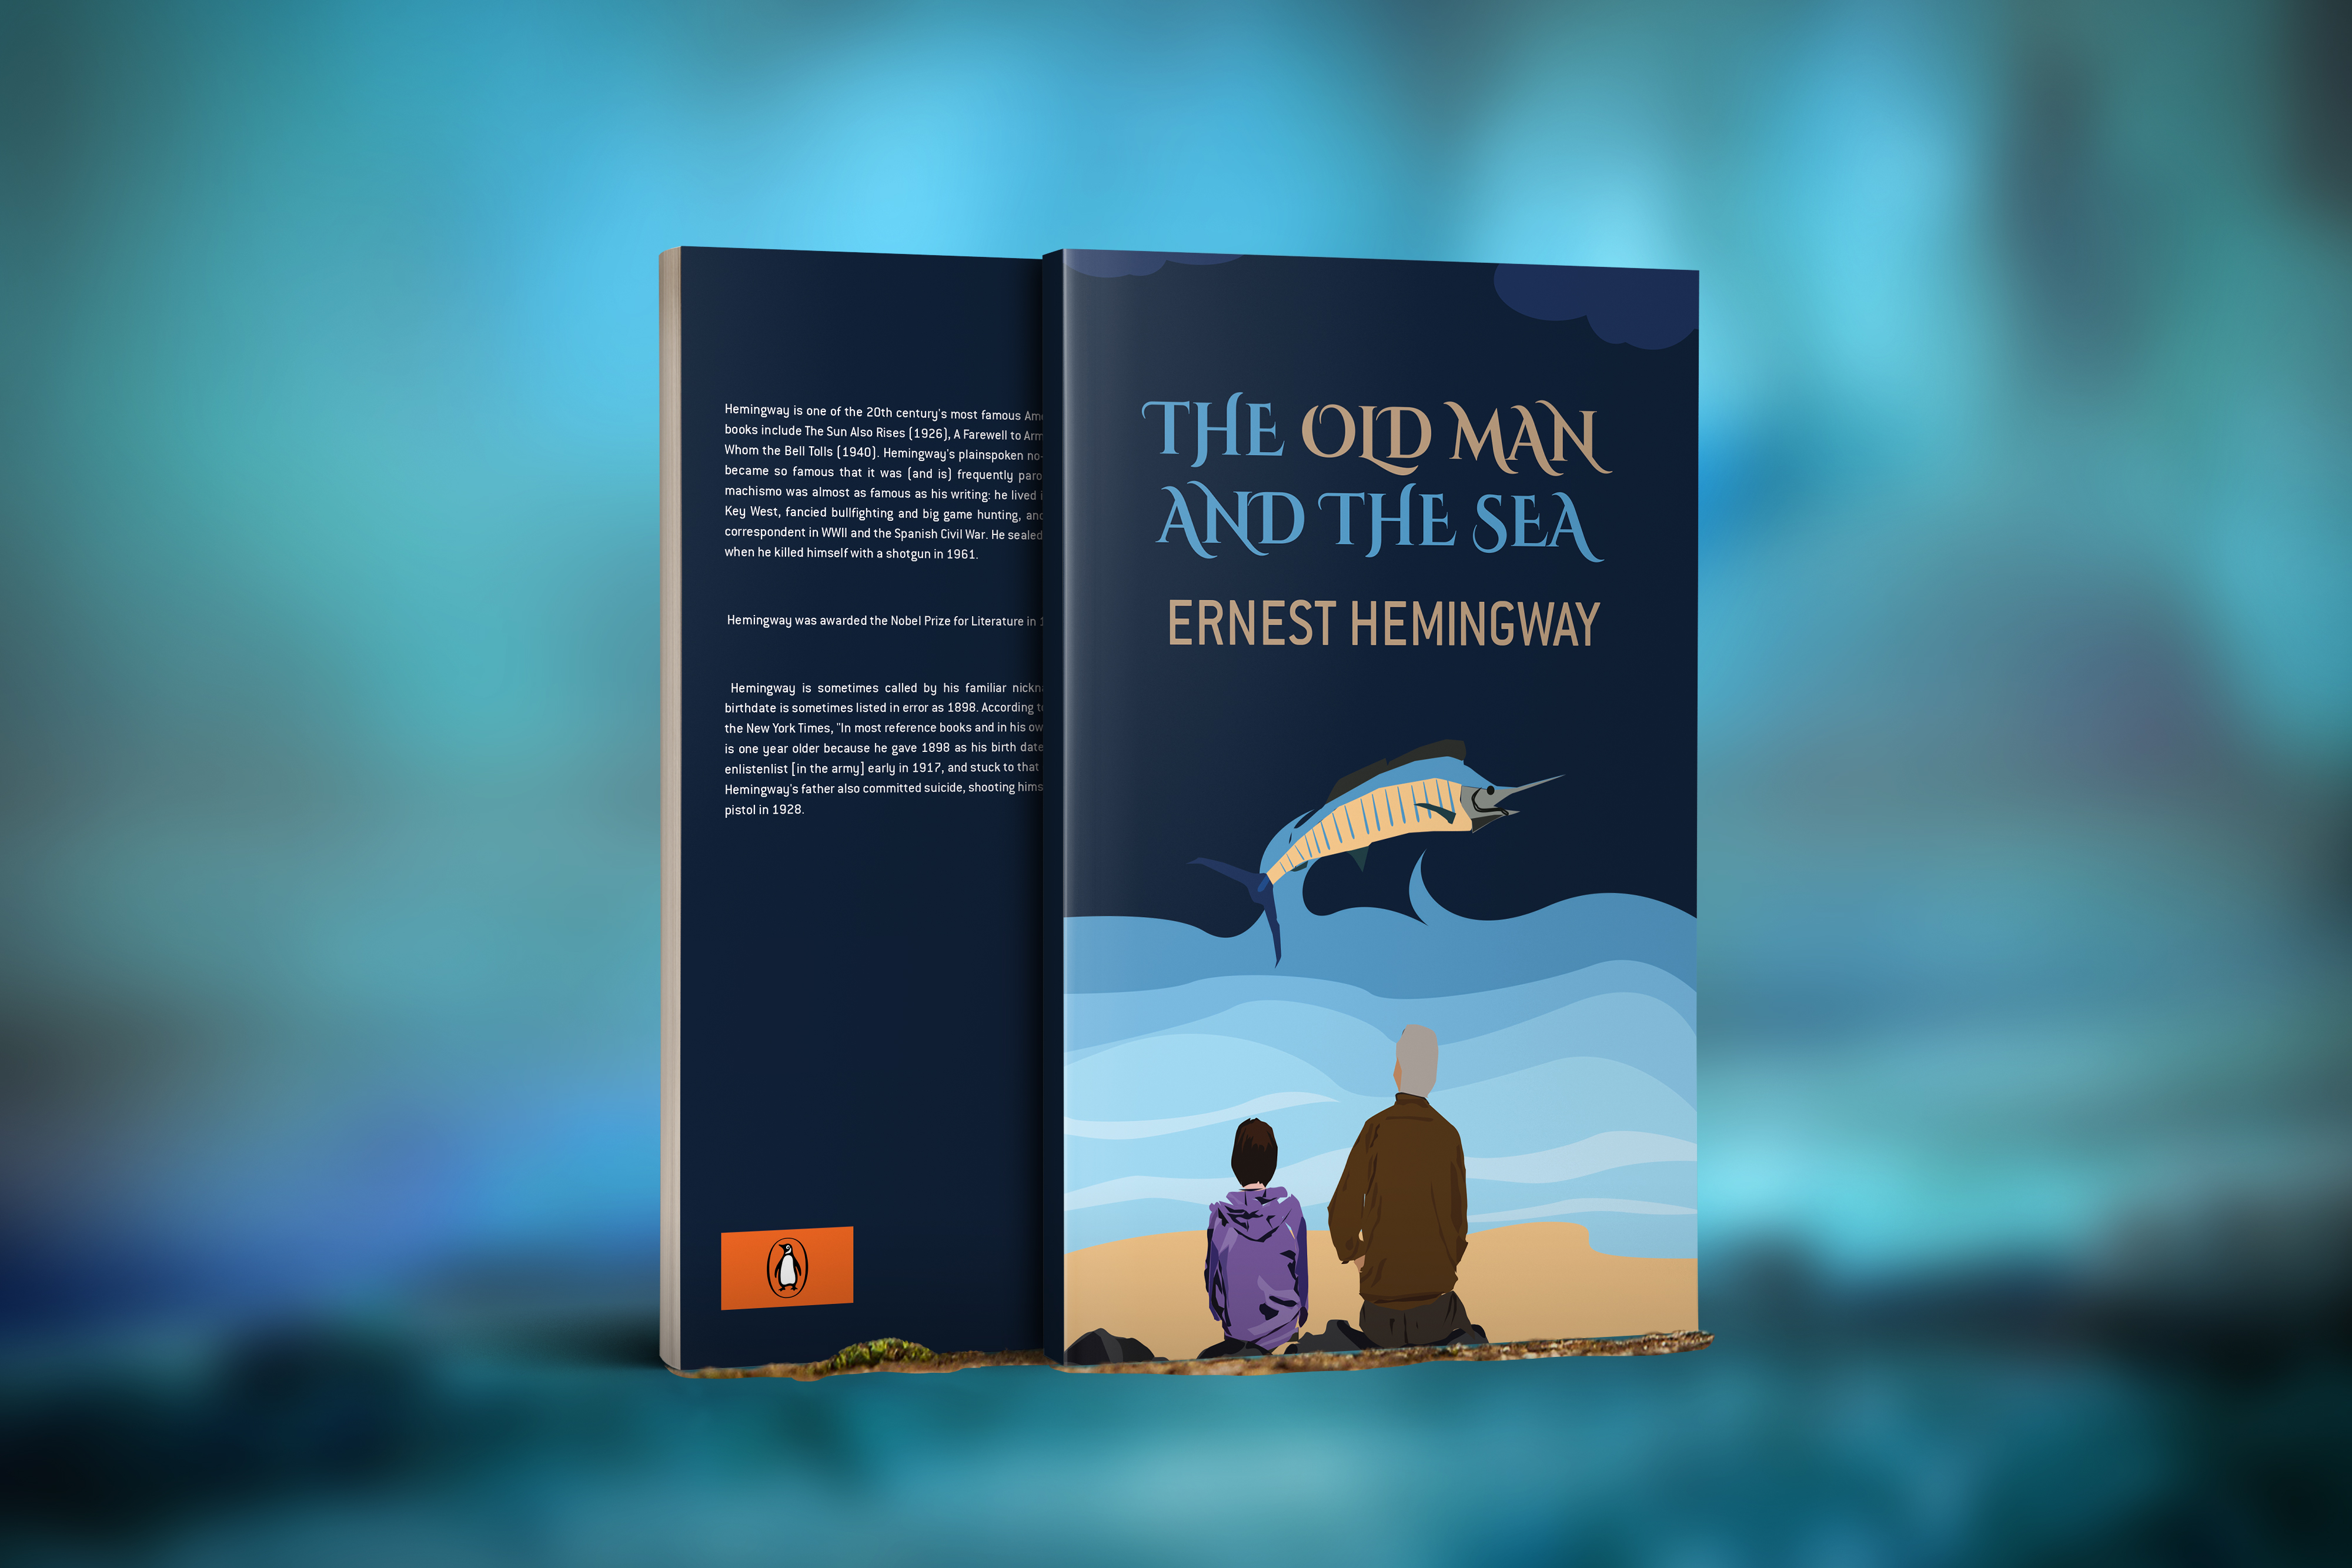 Hemingway is one of the 20th century's most famous
books include The Sun Also Rises (1926), A Farewell to
Whom the Bell Tolls (1940). Hemingway's plainspoken
became so famous that it was (and is) frequently
machismo was almost as famous as his writing: he lived
Key West, fancied bullfighting and big game hunting,
correspondent in WWII and the Spanish Civil War. He sealed
when he killed himself with a shotgun in 1961.
Hemingway was awarded the Nobel Prize for Literature in
Hemingway is sometimes called by his familiar
birthdate is sometimes listed in error as 1898. According
the New York Times, "In most reference books and in his
is one year older because he gave 1898 as his birth date
enlistenlist [in the army] early in 1917, and stuck to that
Hemingway's father also committed suicide, shooting
pistol in 1928.
THE OLD MAN
AND THE SEA
ERNEST HEMINGWAY